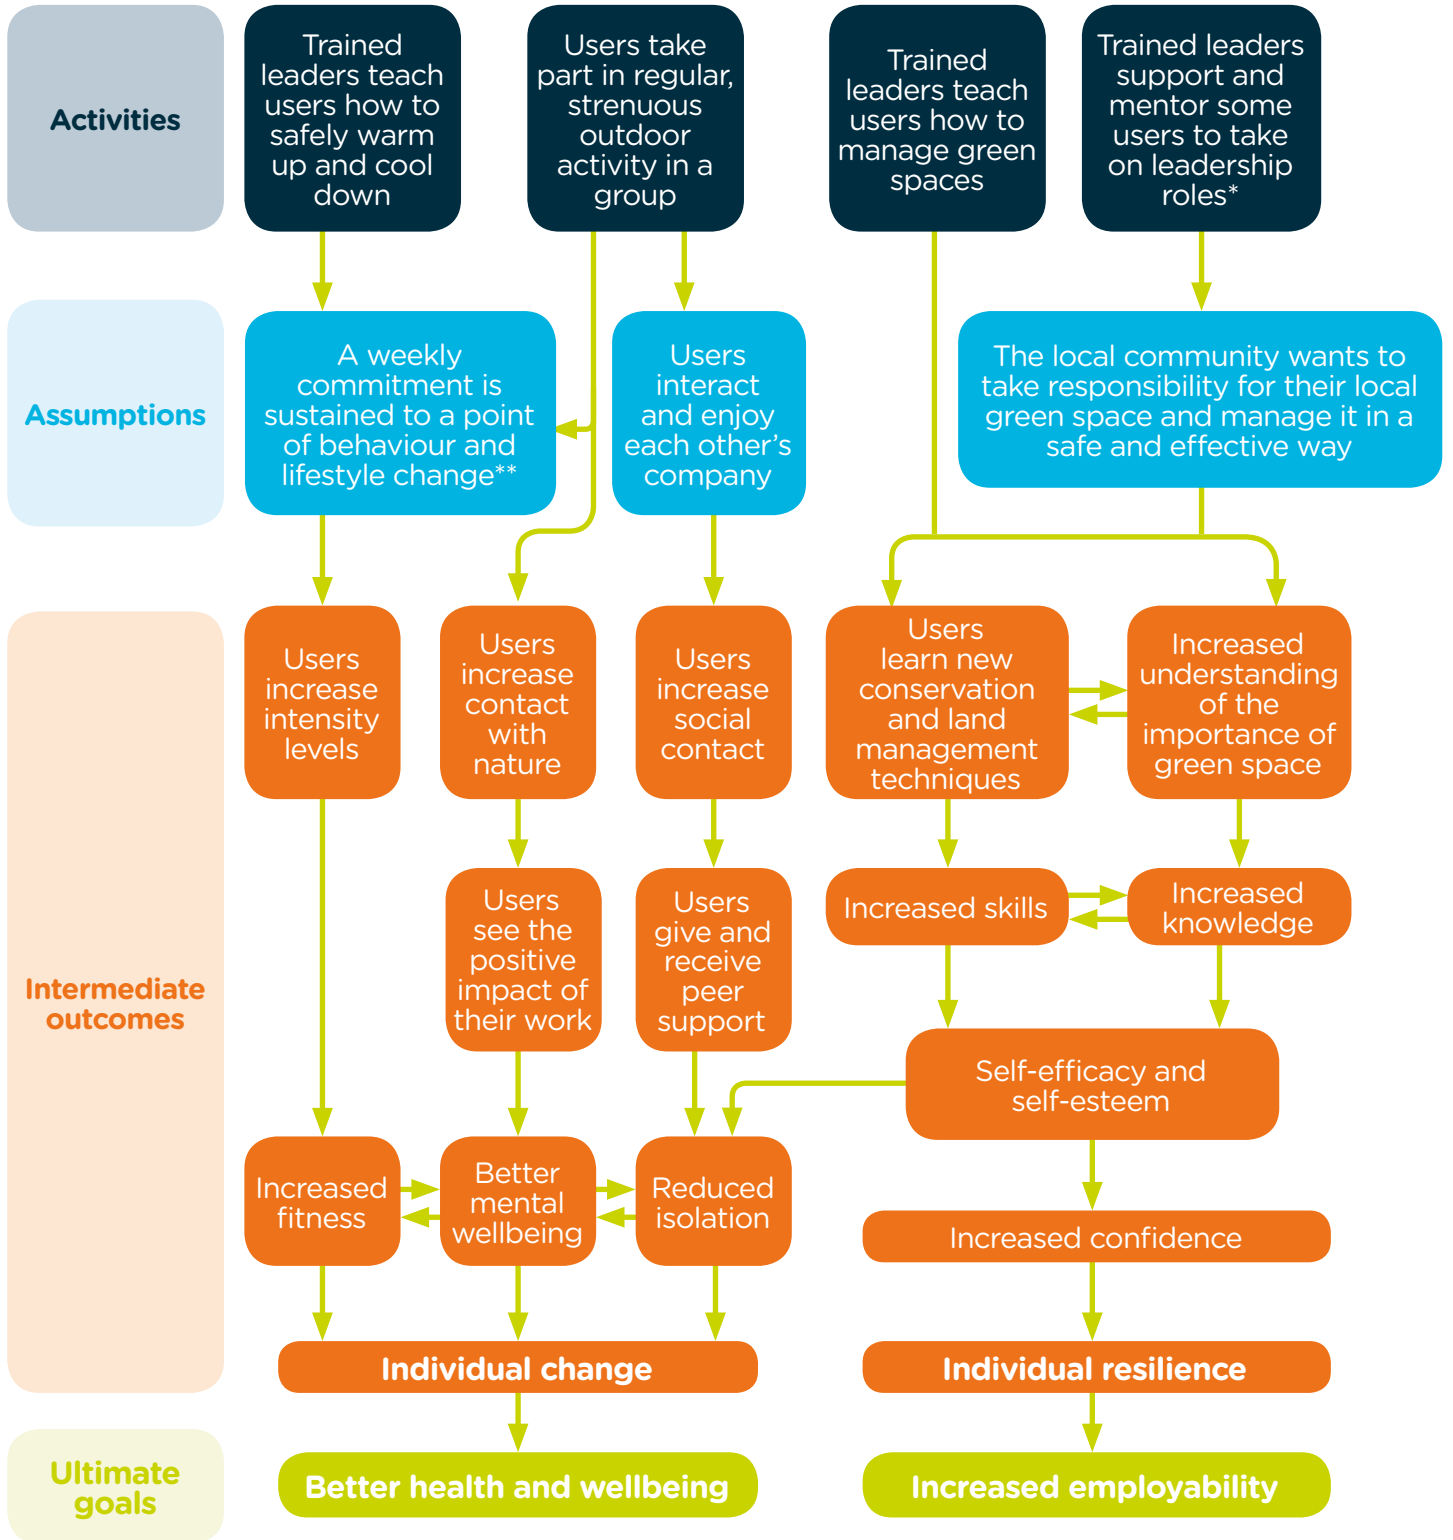 Activities
Trained
leaders teach
users how to
safely warm
up and cool
down
Users take
part in regular,
strenuous
outdoor
activity in a
group
Trained
leaders teach
users how to
manage green
spaces
Trained leaders
support and
mentor some
users to take
on leadership
roles*
Assumptions
A weekly
commitment is
sustained to a point
of behaviour and
lifestyle change**
Users
interact
and enjoy
each other's
company
The local community wants to
take responsibility for their local
green space and manage it in a
safe and effective way
Intermediate
outcomes
Users
increase
intensity
levels
Users
increase
contact
with
nature
Users
increase
social
contact
Users
learn new
conservation
and land
management
techniques
Increased
understanding
of the
importance of
green space
Users
see the
positive
impact of
their work
Users
give and
receive
peer
support
Increased skills
Increased
knowledge
Self-efficacy and
self-esteem
Increased
fitness
Better
mental
wellbeing
Reduced
isolation
Increased confidence
Individual change
Individual resilience
Ultimate
goals
Better health and wellbeing
Increased employability